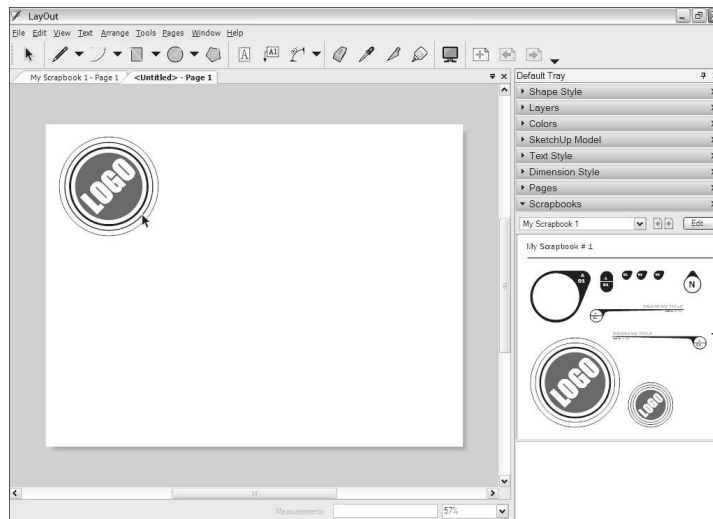 LayOut
File Edit View Text Arrange Tools Pages Window Help
A A1
My Scrapbook 1 - Page 1 <Untitled> - Page 1
LOGO
Measurements 57%
Default Tray
Shape Style
Layers
Colors
SketchUp Model
Text Style
Dimension Style
Pages
Scrapbooks
My Scrapbook 1 Edit...
My Scrapbook # 1
A
01
N
DRAWING TITLE
DRAWING TITLE
LOGO
LOGO